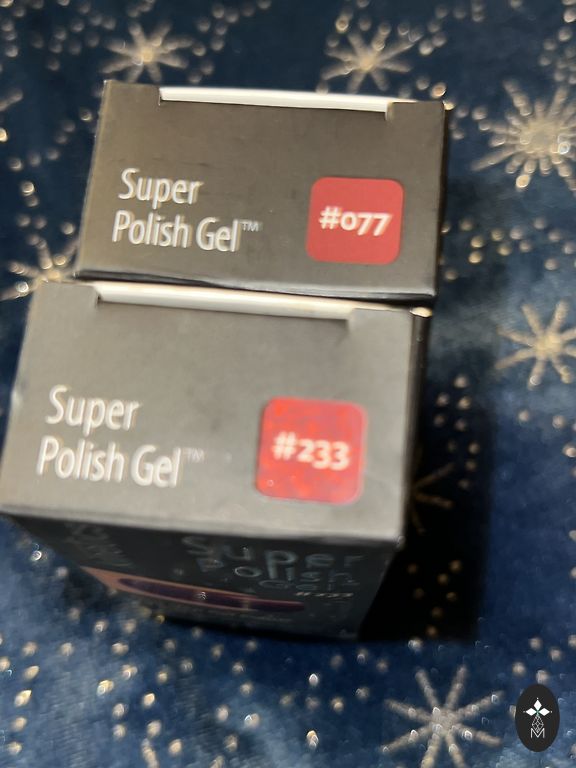 Super
Polish Gel™
#077
Super
Polish Gel™
#233
Super
Polish
M